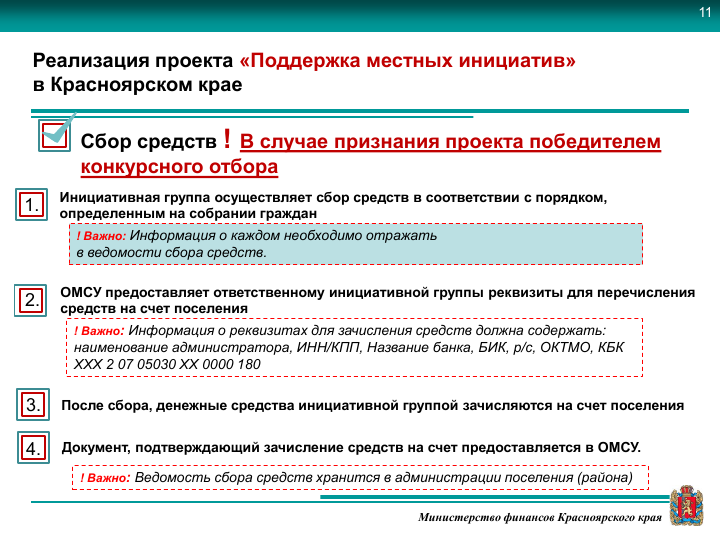 11
Реализация проекта «Поддержка местных инициатив»
в Красноярском крае
Сбор средств ! В случае признания проекта победителем
конкурсного отбора
1. Инициативная группа осуществляет сбор средств в соответствии с порядком,
определенным на собрании граждан
! Важно: Информация о каждом необходимо отражать
в ведомости сбора средств.
2. ОМСУ предоставляет ответственному инициативной группы реквизиты для перечисления
средств на счет поселения
! Важно: Информация о реквизитах для зачисления средств должна содержать:
наименование администратора, ИНН/КПП, Название банка, БИК, р/с, ОКТМО, КБК
ХХХ 2 07 05030 ХХ 0000 180
3. После сбора, денежные средства инициативной группой зачисляются на счет поселения
4. Документ, подтверждающий зачисление средств на счет предоставляется в ОМСУ.
! Важно: Ведомость сбора средств хранится в администрации поселения (района)
Министерство финансов Красноярского края